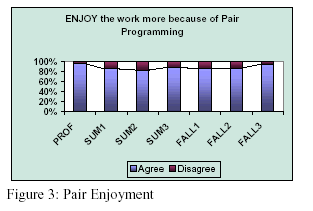 ENJOY the work more because of Pair
Programming
100%
80%
60%
40%
20%
0%
PROF
SUM1
SUM2
SUM3
FALL1
FALL2
FALL3
Agree
Disagree
Figure 3: Pair Enjoyment